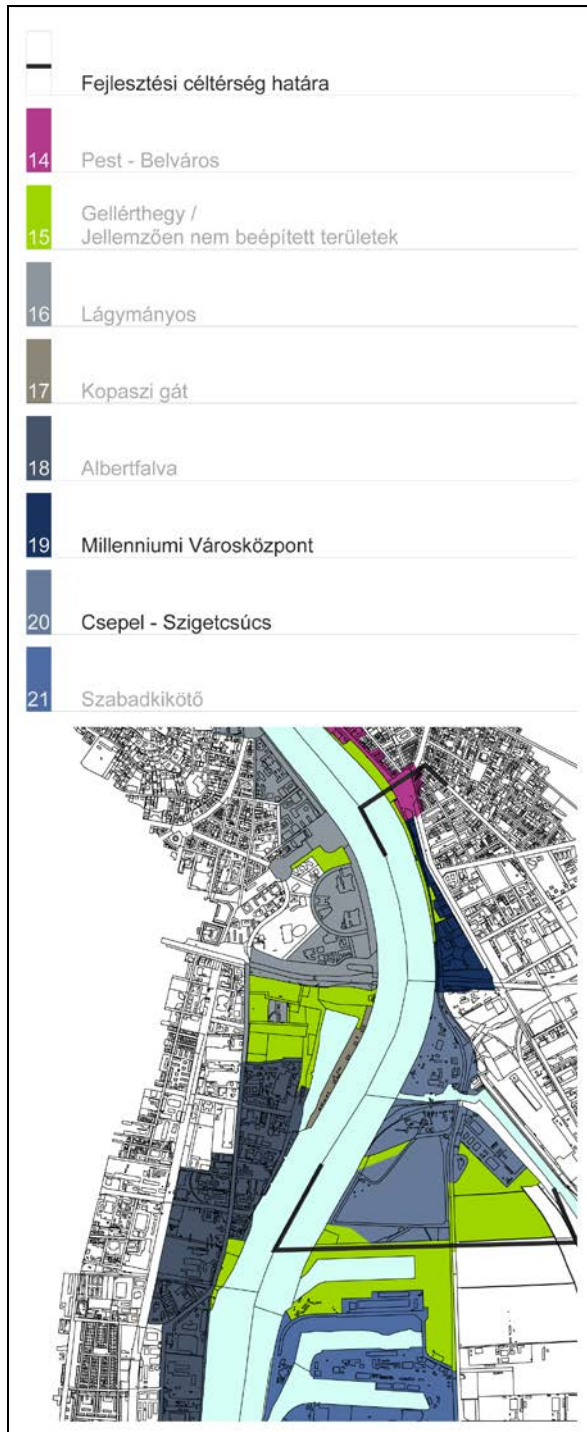 Fejlesztési céltérség határa
14 Pest - Belváros
Gellérthegy /
15 Jellemzően nem beépített területek
16 Lágymányos
17 Kopaszi gát
18 Albertfalva
19 Millenniumi Városközpont
20 Csepel - Szigetcsúcs
21 Szabadkikötő